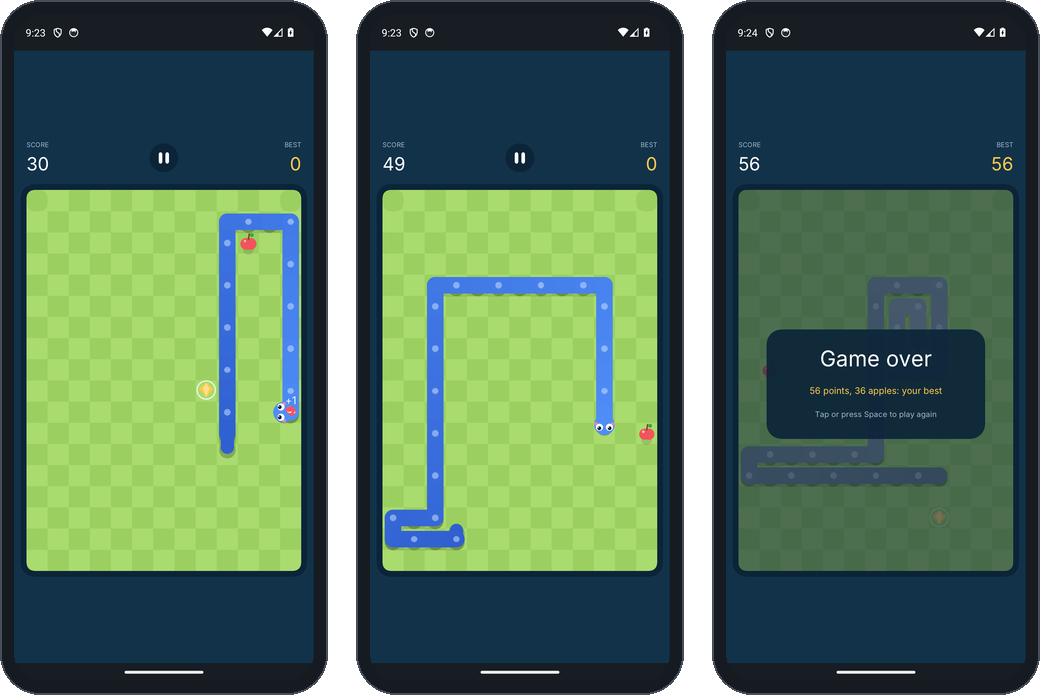 9:23
SCORE
BEST
30
0
+1
9:23
SCORE
BEST
49
0
9:24
SCORE
BEST
56
56
Game over
56 points, 36 apples: your best
Tap or press Space to play again